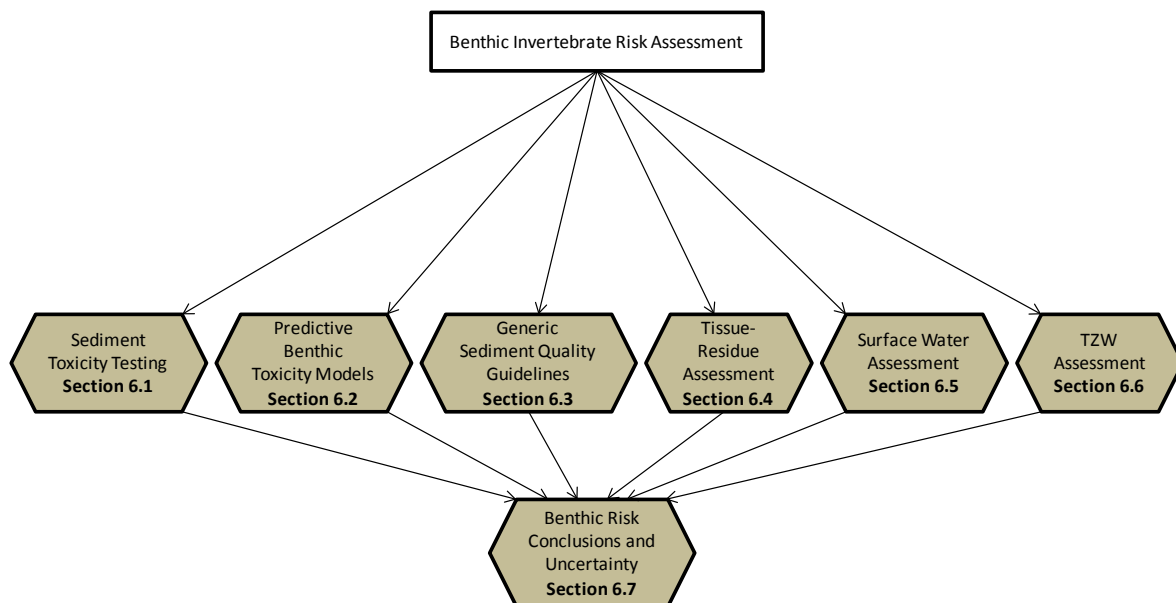 Benthic Invertebrate Risk Assessment
Sediment
Toxicity Testing
Section 6.1
Predictive
Benthic
Toxicity Models
Section 6.2
Generic
Sediment Quality
Guidelines
Section 6.3
Tissue-
Residue
Assessment
Section 6.4
Surface Water
Assessment
Section 6.5
TZW
Assessment
Section 6.6
Benthic Risk
Conclusions and
Uncertainty
Section 6.7